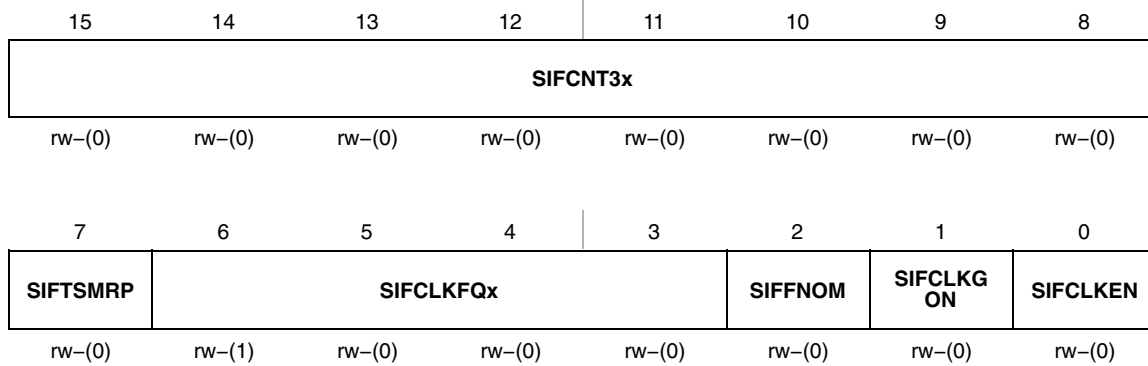 15 14 13 12 11 10 9 8
SIFCNT3x
rw−(0) rw−(0) rw−(0) rw−(0) rw−(0) rw−(0) rw−(0) rw−(0)
7 6 5 4 3 2 1 0
SIFTSMRP SIFCLKFQx SIFFNOM SIFCLKG
ON SIFCLKEN
rw−(0) rw−(1) rw−(0) rw−(0) rw−(0) rw−(0) rw−(0) rw−(0)